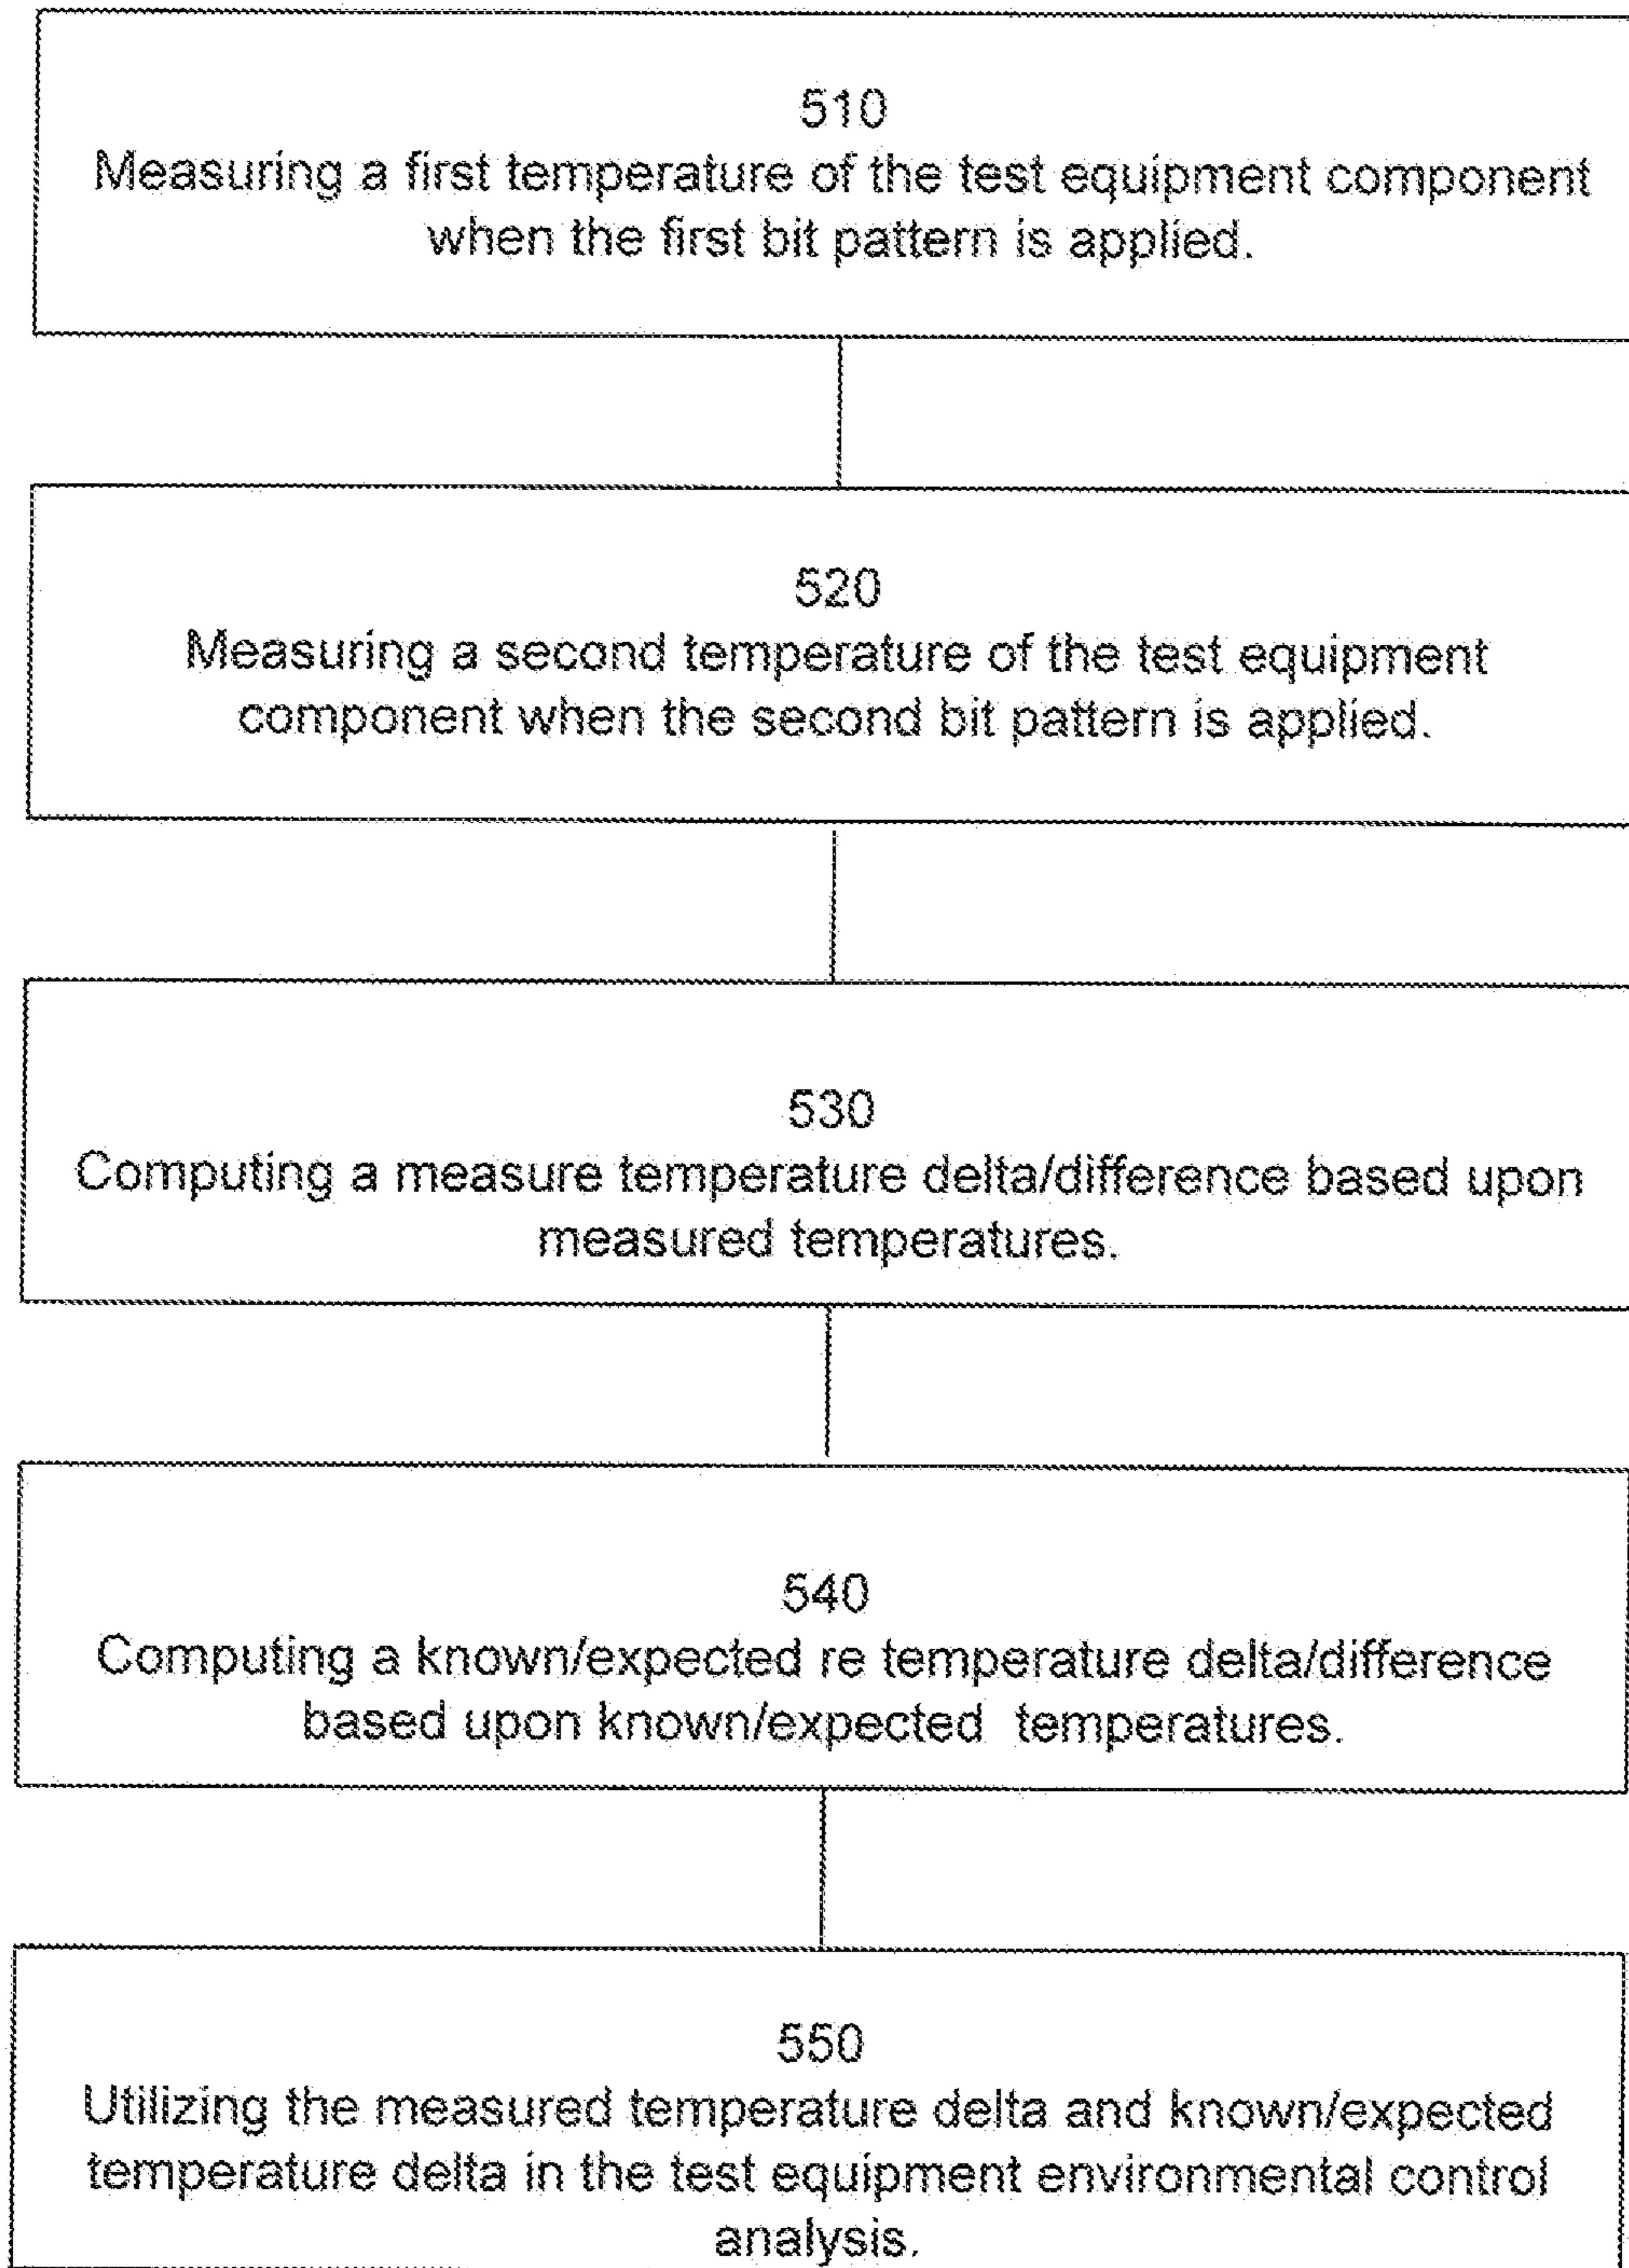 510
Measuring a first temperature of the test equipment component
when the first bit pattern is applied.
520
Measuring a second temperature of the test equipment
component when the second bit pattern is applied.
530
Computing a measure temperature delta/difference based upon
measured temperatures.
540
Computing a known/expected re temperature delta/difference
based upon known/expected temperatures.
550
Utilizing the measured temperature delta and known/expected
temperature delta in the test equipment environmental control
analysis.